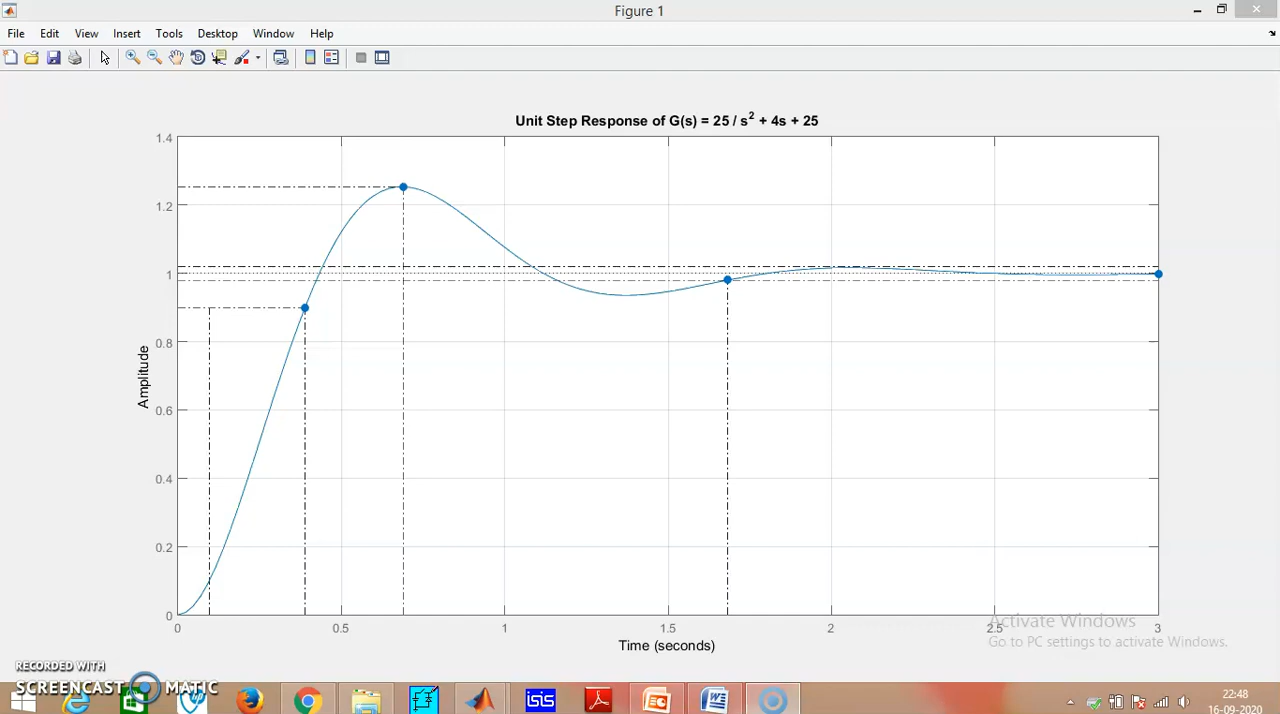 Figure 1
File Edit View Insert Tools Desktop Window Help
Unit Step Response of G(s) = 25 / s² + 4s + 25
1.4
1.2
1
0.8
0.6
0.4
0.2
0
Amplitude
0 0.5 1 1.5 2 2.5 3
Time (seconds)
Activate Windows
Go to PC settings to activate Windows.
RECORDED WITH
SCREENCAST MATIC
hp
isis
22:48
16-09-2020